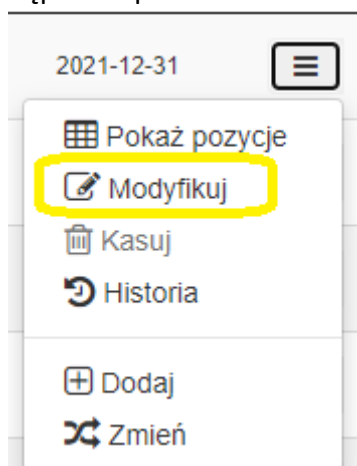 2021-12-31
Pokaż pozycje
Modyfikuj
Kasuj
Historia
Dodaj
Zmień